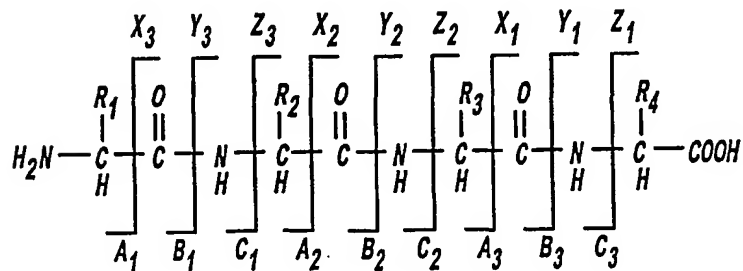 X3 Y3 Z3 X2 Y2 Z2 X1 Y1 Z1
R1 O R2 O R3 O R4
H2N C C N C C N C C N C COOH
H H H H H H H
A1 B1 C1 A2 B2 C2 A3 B3 C3